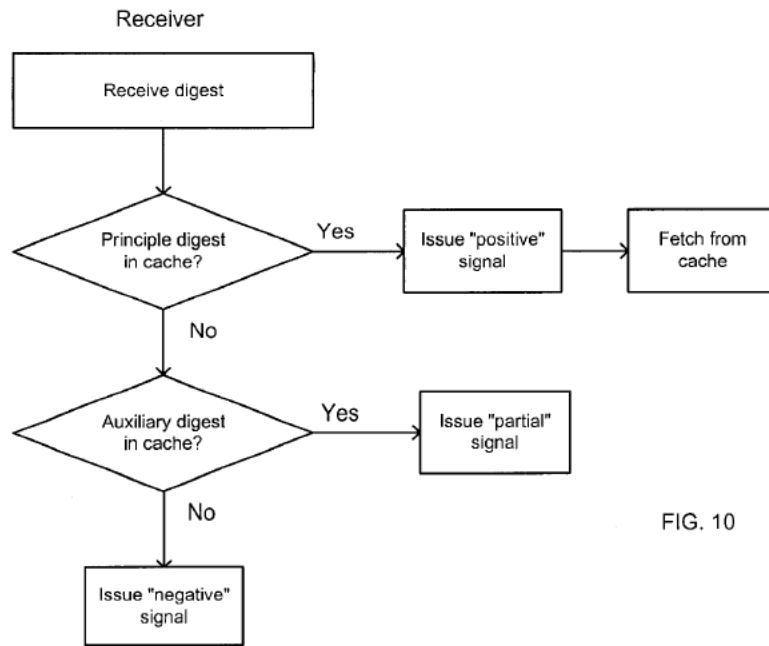 Receiver
Receive digest
Principle digest
in cache?
Yes
Issue "positive"
signal
Fetch from
cache
No
Auxiliary digest
in cache?
Yes
Issue "partial"
signal
No
FIG. 10
Issue "negative"
signal